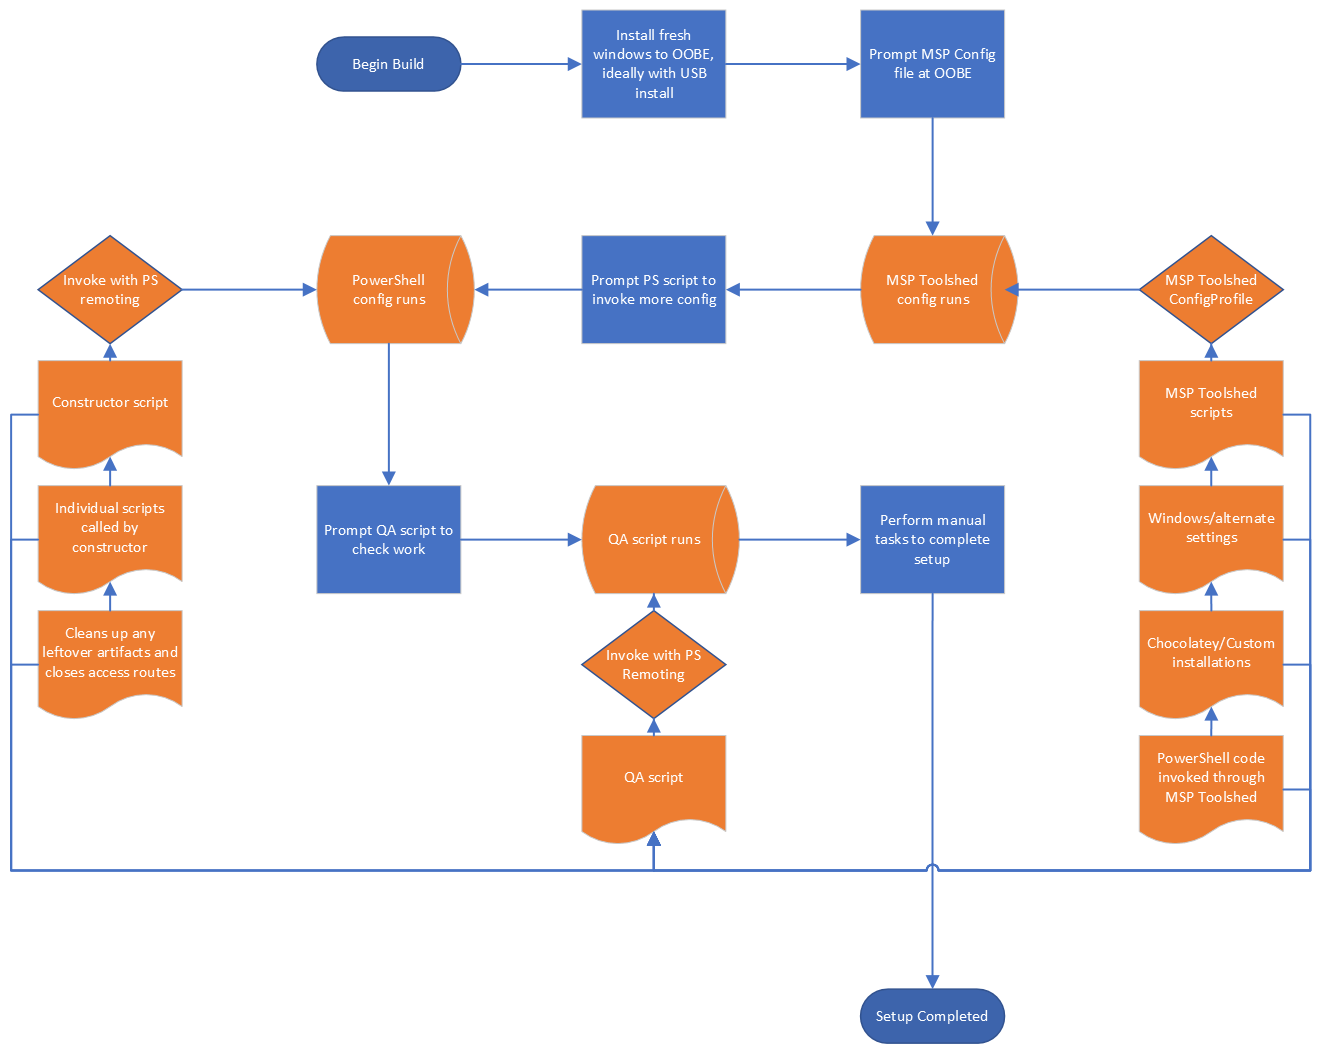 Begin Build
Install fresh
windows to OOBE,
ideally with USB
install
Prompt MSP Config
file at OOBE
Invoke with PS
remoting
PowerShell
config runs
Prompt PS script to
invoke more config
MSP Toolshed
config runs
MSP Toolshed
ConfigProfile
Constructor script
MSP Toolshed
scripts
Individual scripts
called by
constructor
Prompt QA script to
check work
QA script runs
Perform manual
tasks to complete
setup
Windows/alternate
settings
Cleans up any
leftover artifacts and
closes access routes
Invoke with PS
Remoting
Chocolatey/Custom
installations
QA script
PowerShell code
invoked through
MSP Toolshed
Setup Completed